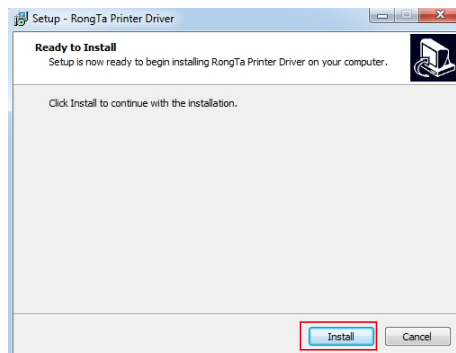 Setup - RongTa Printer Driver
Ready to Install
Setup is now ready to begin installing RongTa Printer Driver on your computer.
Click Install to continue with the installation.
Install
Cancel